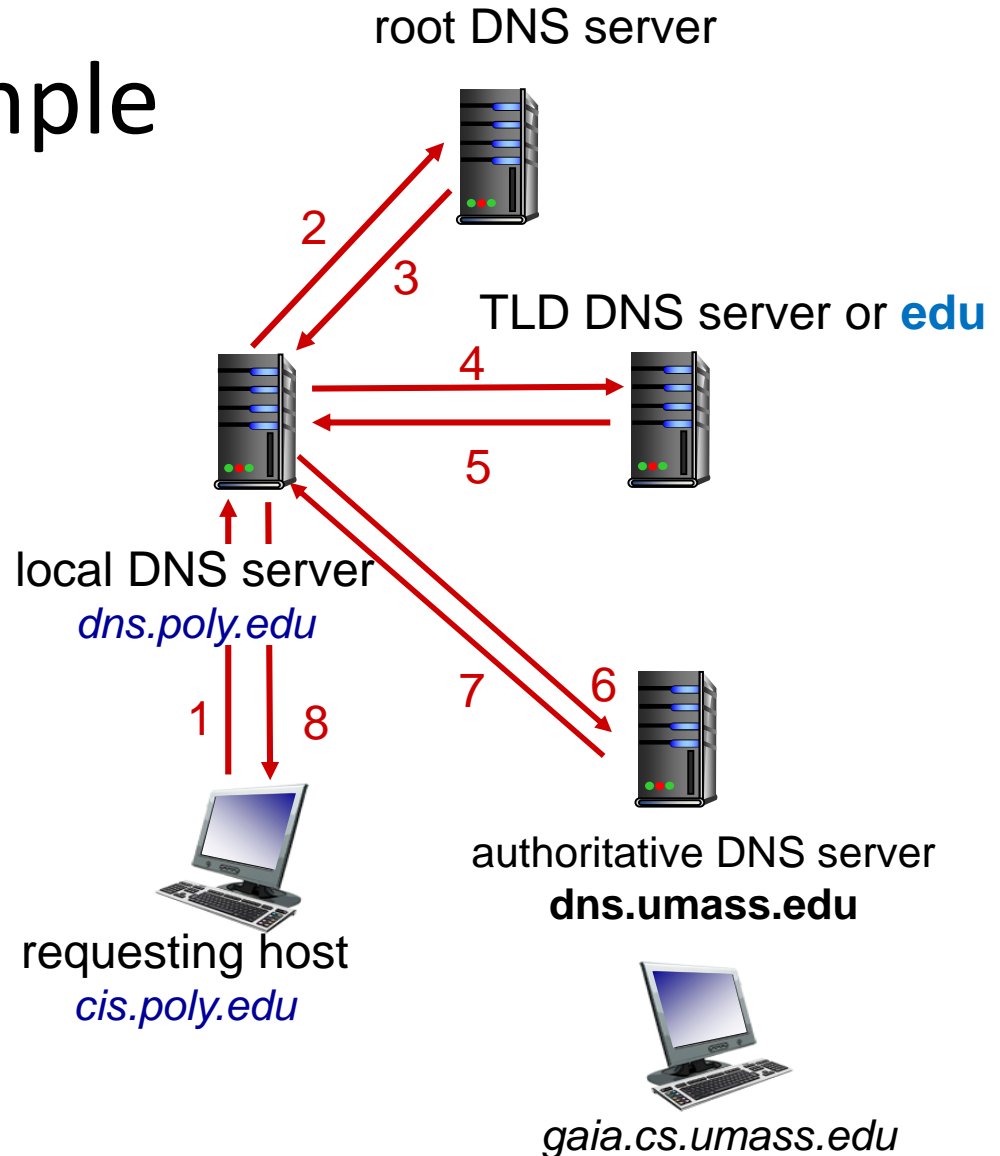 root DNS server
mple
2
3
TLD DNS server or edu
4
5
local DNS server
dns.poly.edu
1
8
7
6
authoritative DNS server
dns.umass.edu
requesting host
cis.poly.edu
gaia.cs.umass.edu